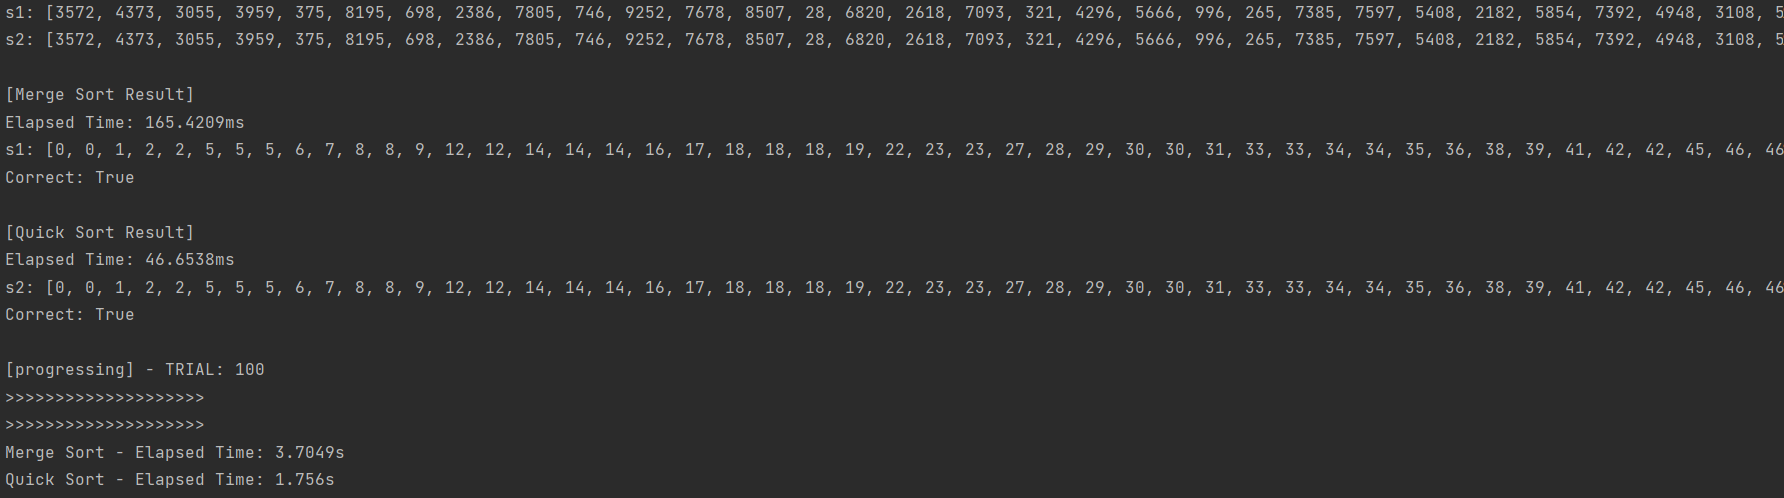 s1: [3572, 4373, 3055, 3959, 375, 8195, 698, 2386, 7805, 746, 9252, 7678, 8507, 28, 6820, 2618, 7093, 321, 4296, 5666, 996, 265, 7385, 7597, 5408, 2182, 5854, 7392, 4948, 3108, 5
s2: [3572, 4373, 3055, 3959, 375, 8195, 698, 2386, 7805, 746, 9252, 7678, 8507, 28, 6820, 2618, 7093, 321, 4296, 5666, 996, 265, 7385, 7597, 5408, 2182, 5854, 7392, 4948, 3108, 5
[Merge Sort Result]
Elapsed Time: 165.4209ms
s1: [0, 0, 1, 2, 2, 5, 5, 5, 6, 7, 8, 8, 9, 12, 12, 14, 14, 14, 16, 17, 18, 18, 18, 19, 22, 23, 23, 27, 28, 29, 30, 30, 31, 33, 33, 34, 34, 35, 36, 38, 39, 41, 42, 42, 45, 46, 46
Correct: True
[Quick Sort Result]
Elapsed Time: 46.6538ms
s2: [0, 0, 1, 2, 2, 5, 5, 5, 6, 7, 8, 8, 9, 12, 12, 14, 14, 14, 16, 17, 18, 18, 18, 19, 22, 23, 23, 27, 28, 29, 30, 30, 31, 33, 33, 34, 34, 35, 36, 38, 39, 41, 42, 42, 45, 46, 46
Correct: True
[progressing] - TRIAL: 100
>>>>>>>>>>>>>>>>>>>>
>>>>>>>>>>>>>>>>>>>>
Merge Sort - Elapsed Time: 3.7049s
Quick Sort - Elapsed Time: 1.756s